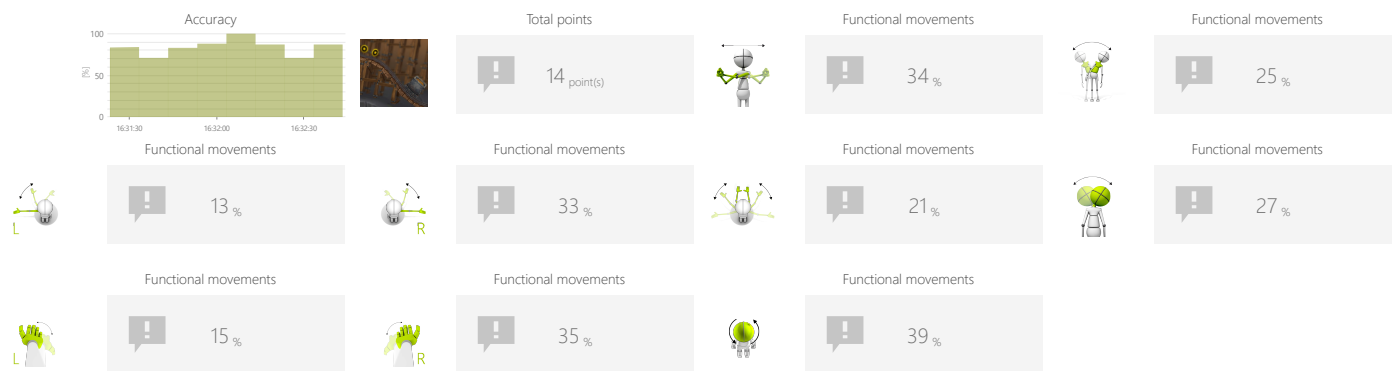 Accuracy
100
50
0
[%]
16:31:30
16:32:00
16:32:30
Total points
14 point(s)
Functional movements
34 %
Functional movements
25 %
Functional movements
L
13 %
Functional movements
R
33 %
Functional movements
21 %
Functional movements
27 %
Functional movements
L
15 %
Functional movements
R
35 %
Functional movements
39 %